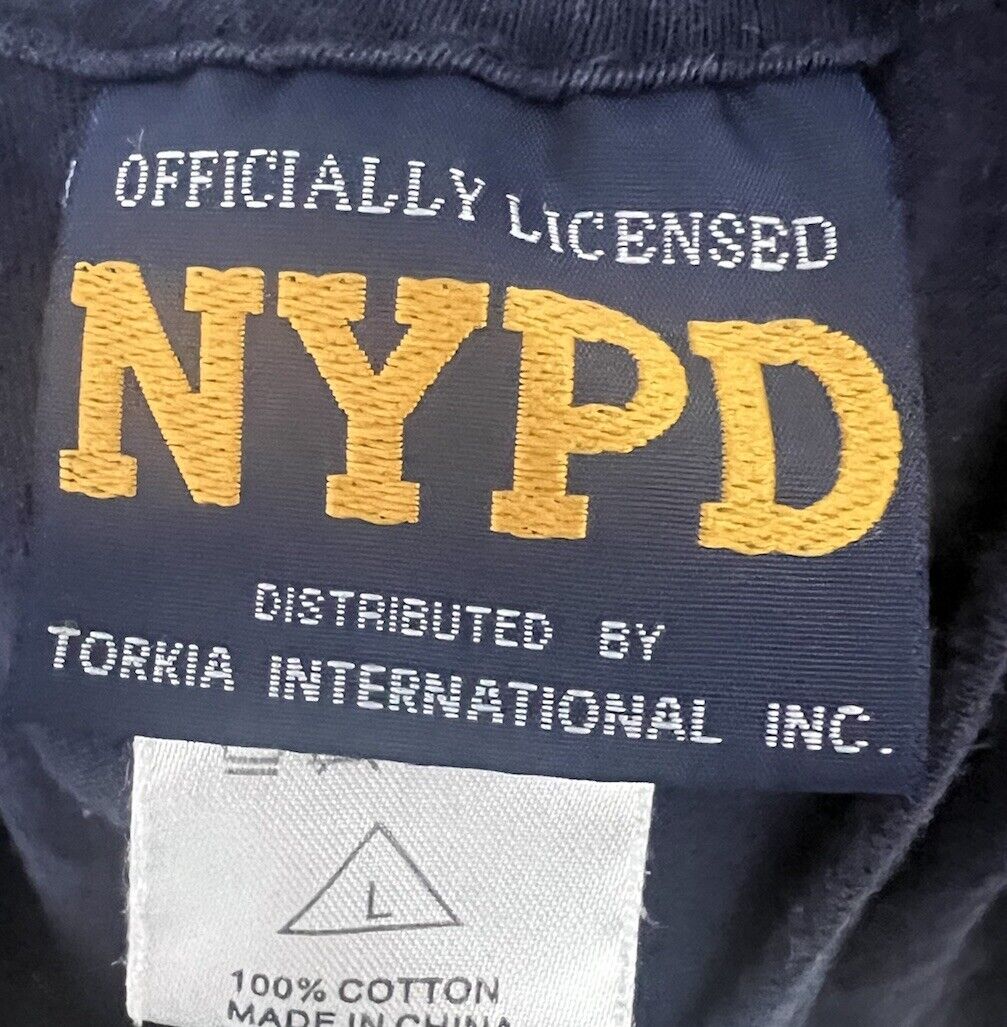 OFFICIALLY LICENSED
NYPD
DISTRIBUTED BY
TORKIA INTERNATIONAL INC.
L
100% COTTON
MADE IN CHINA